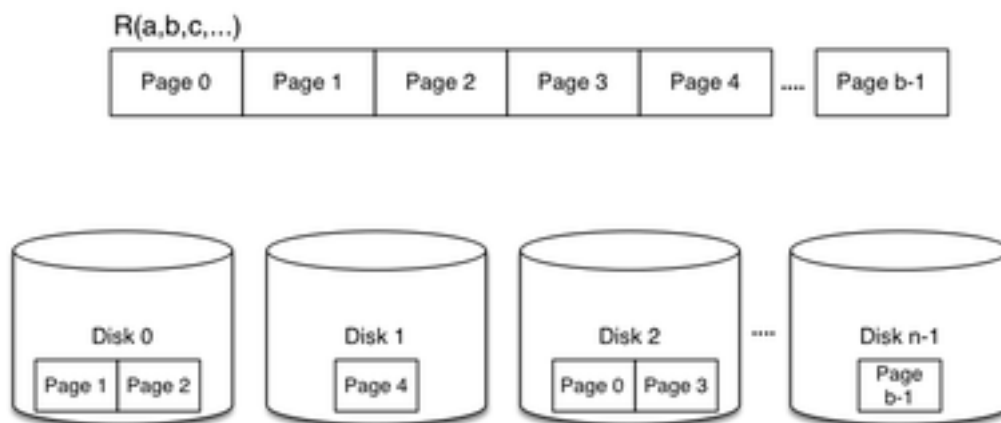 R(a,b,c,...)
Page 0 Page 1 Page 2 Page 3 Page 4 .... Page b-1
Disk 0 Disk 1 Disk 2 .... Disk n-1
Page 1 Page 2 Page 4 Page 0 Page 3 Page
b-1